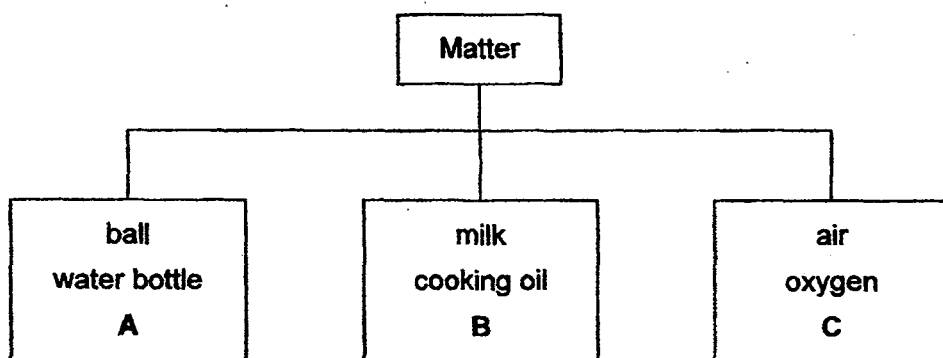 Matter
ball
water bottle
A
milk
cooking oil
B
air
oxygen
C